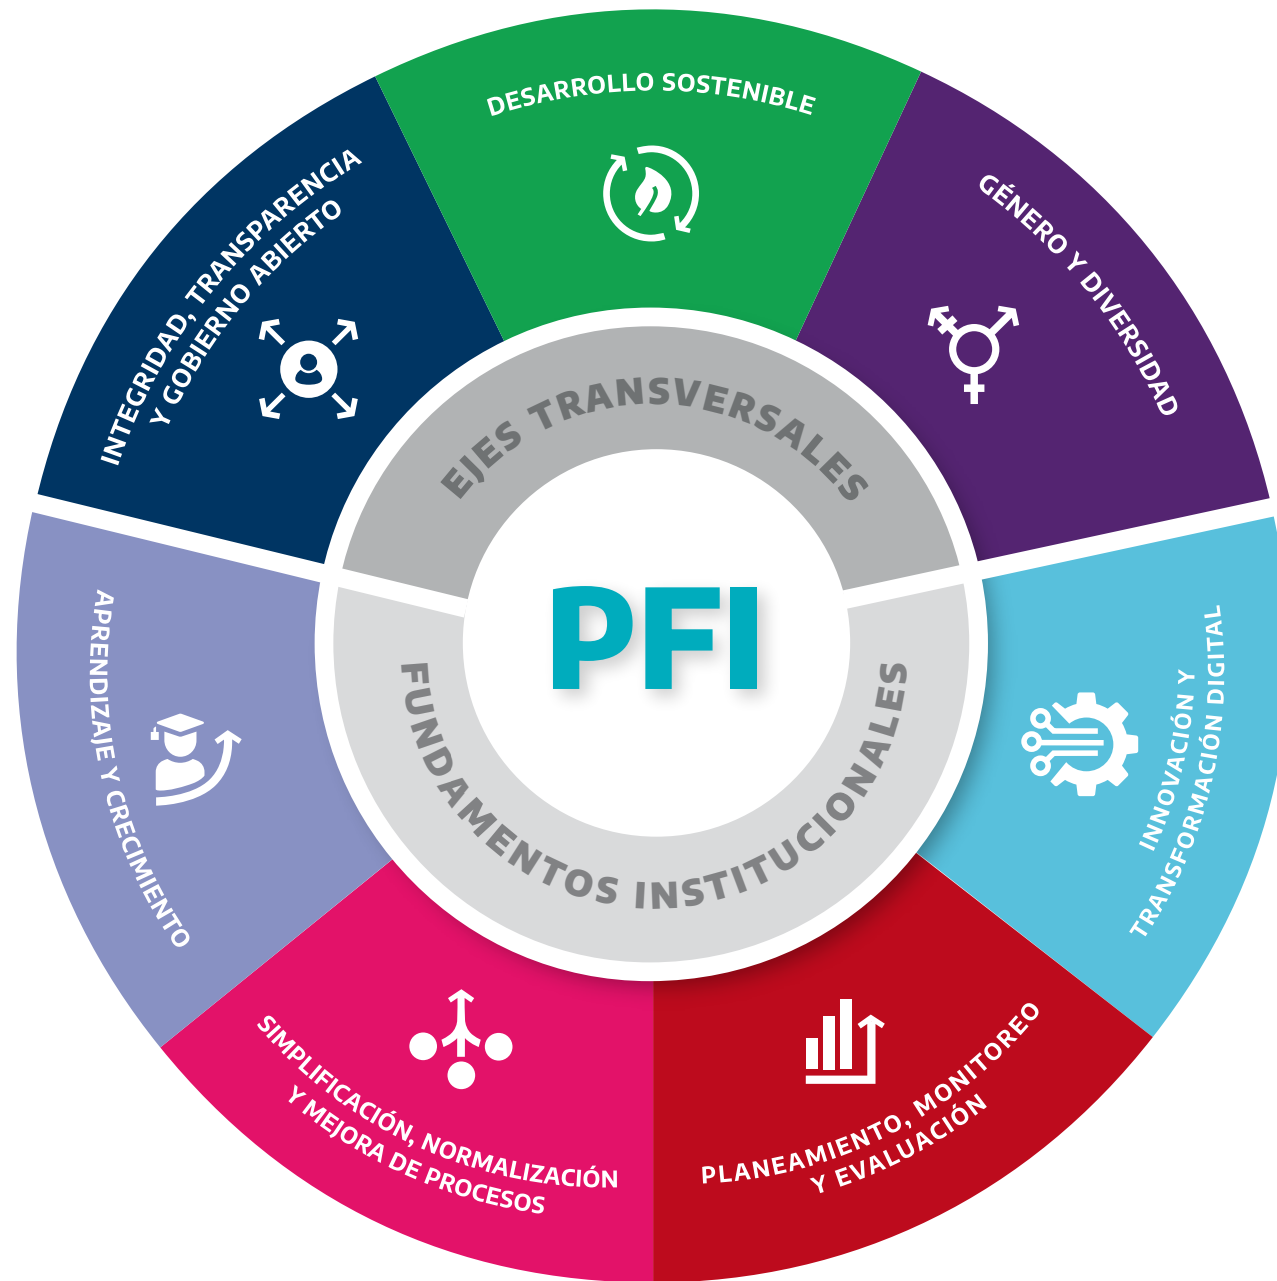 DESARROLLO SOSTENIBLE
GÉNERO Y DIVERSIDAD
INTEGRIDAD, TRANSPARENCIA
Y GOBIERNO ABIERTO
EJES TRANSVERSALES
PFI
FUNDAMENTOS INSTITUCIONALES
INNOVACIÓN Y
TRANSFORMACIÓN DIGITAL
PLANEAMIENTO, MONITOREO
Y EVALUACIÓN
SIMPLIFICACIÓN, NORMALIZACIÓN
Y MEJORA DE PROCESOS
APRENDIZAJE Y CRECIMIENTO